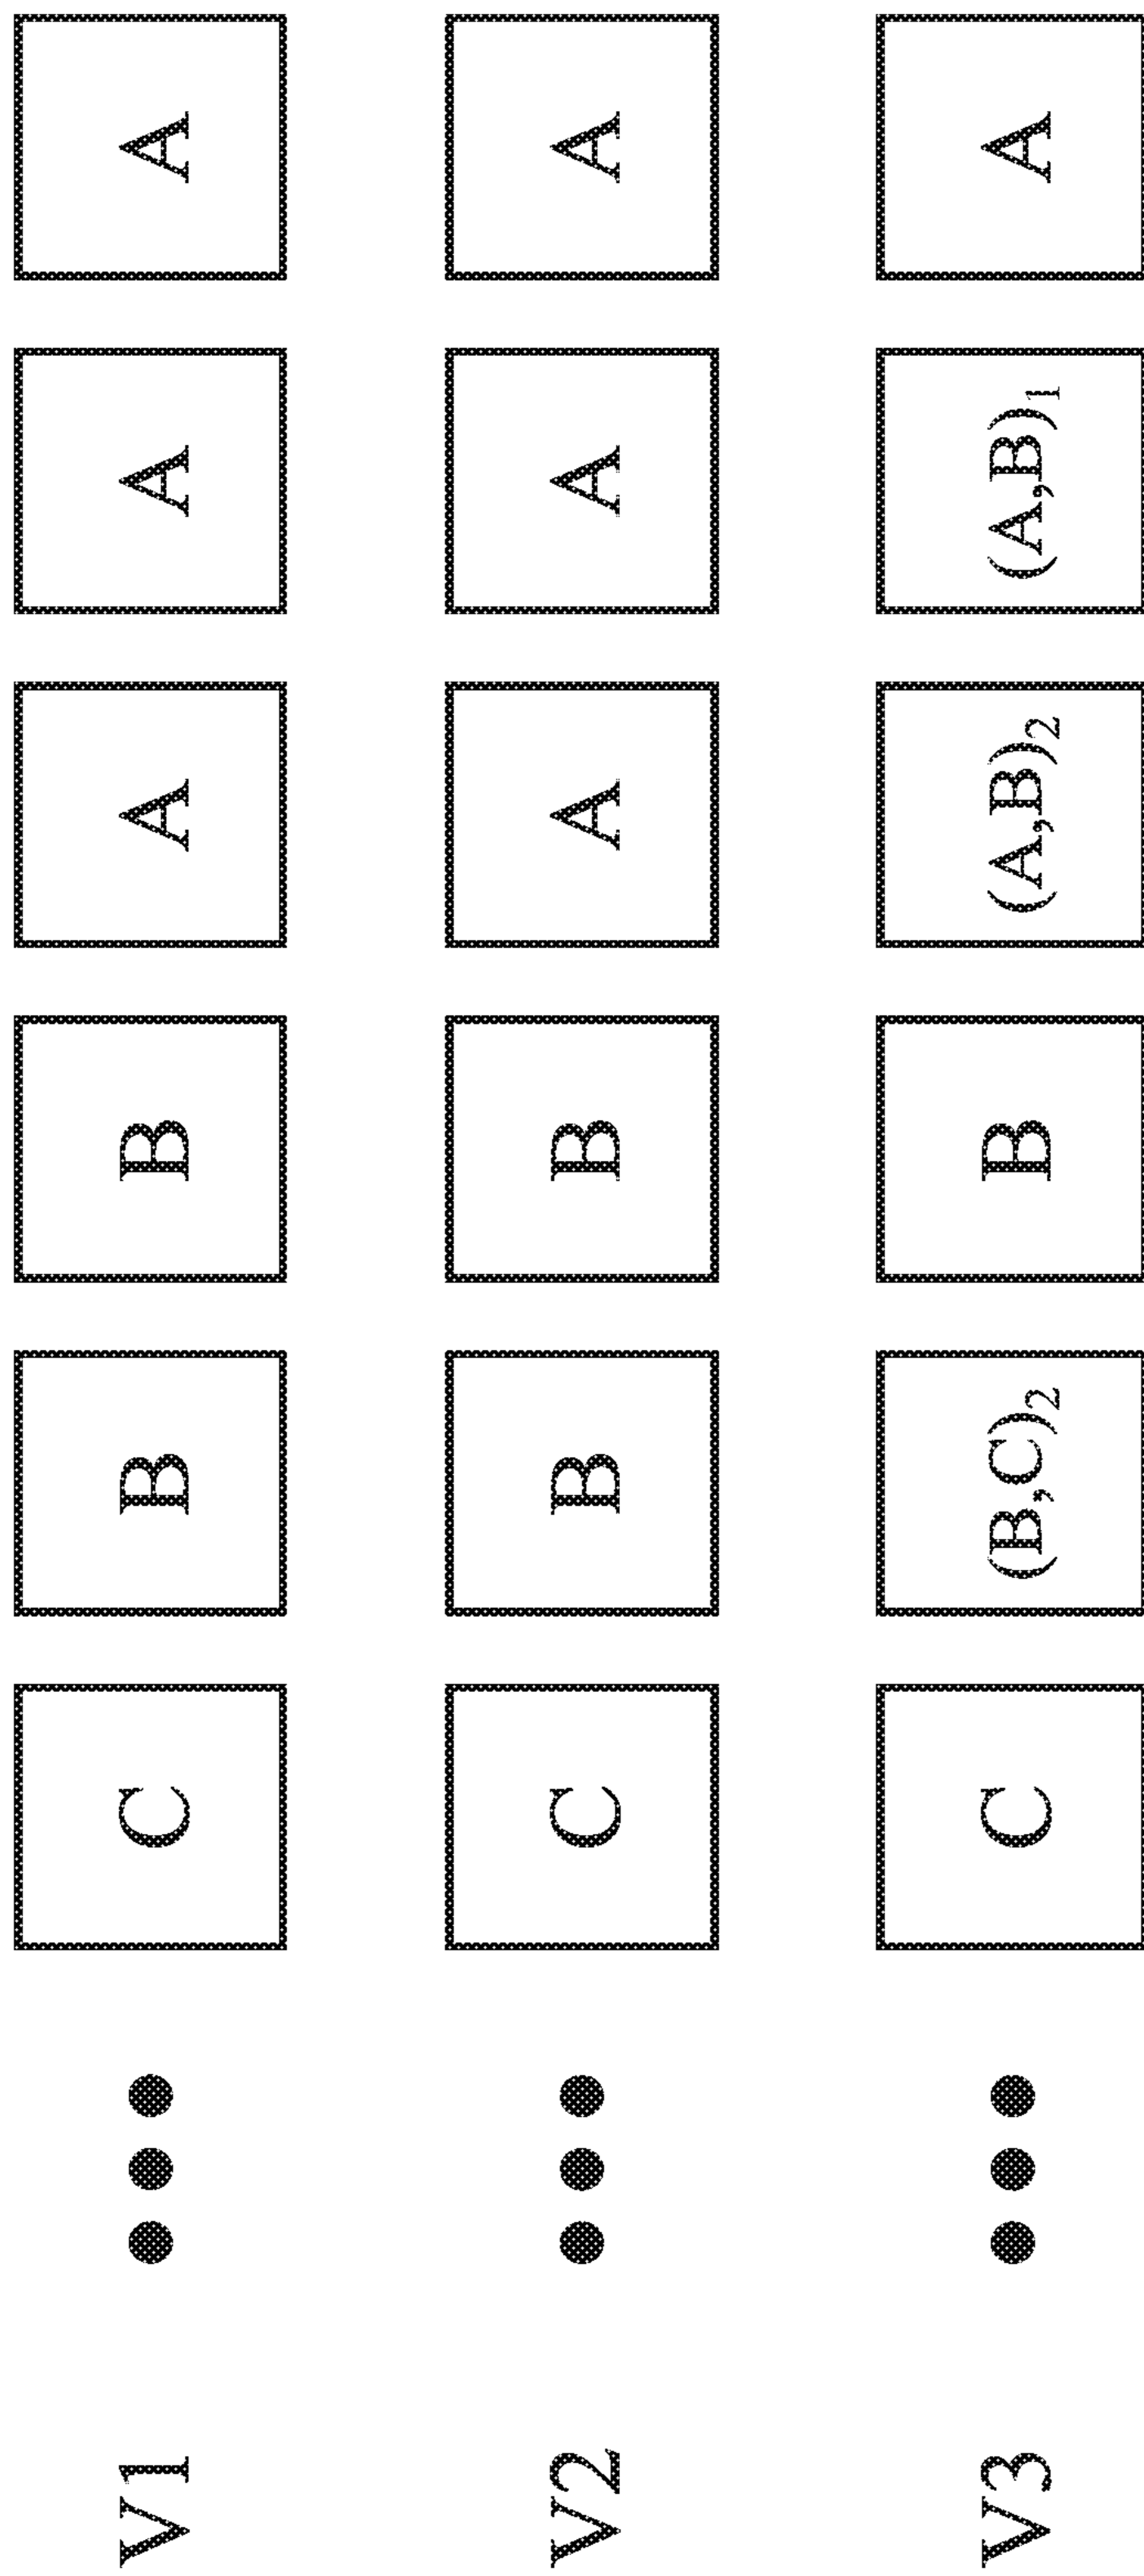 V1 ••• C B B A A A
V2 ••• C B B A A A
V3 ••• C (B,C)₂ B (A,B)₂ (A,B)₁ A